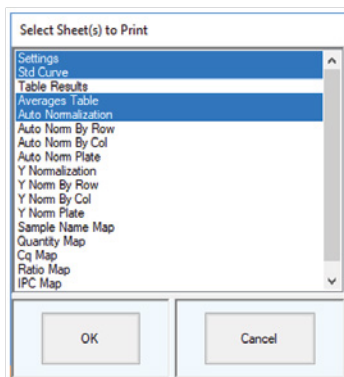 Select Sheet(s) to Print
Settings
Std Curve
Table Results
Averages Table
Auto Normalization
Auto Norm By Row
Auto Norm By Col
Auto Norm Plate
Y Normalization
Y Norm By Row
Y Norm By Col
Y Norm Plate
Sample Name Map
Quantity Map
Cq Map
Ratio Map
IPC Map
OK
Cancel